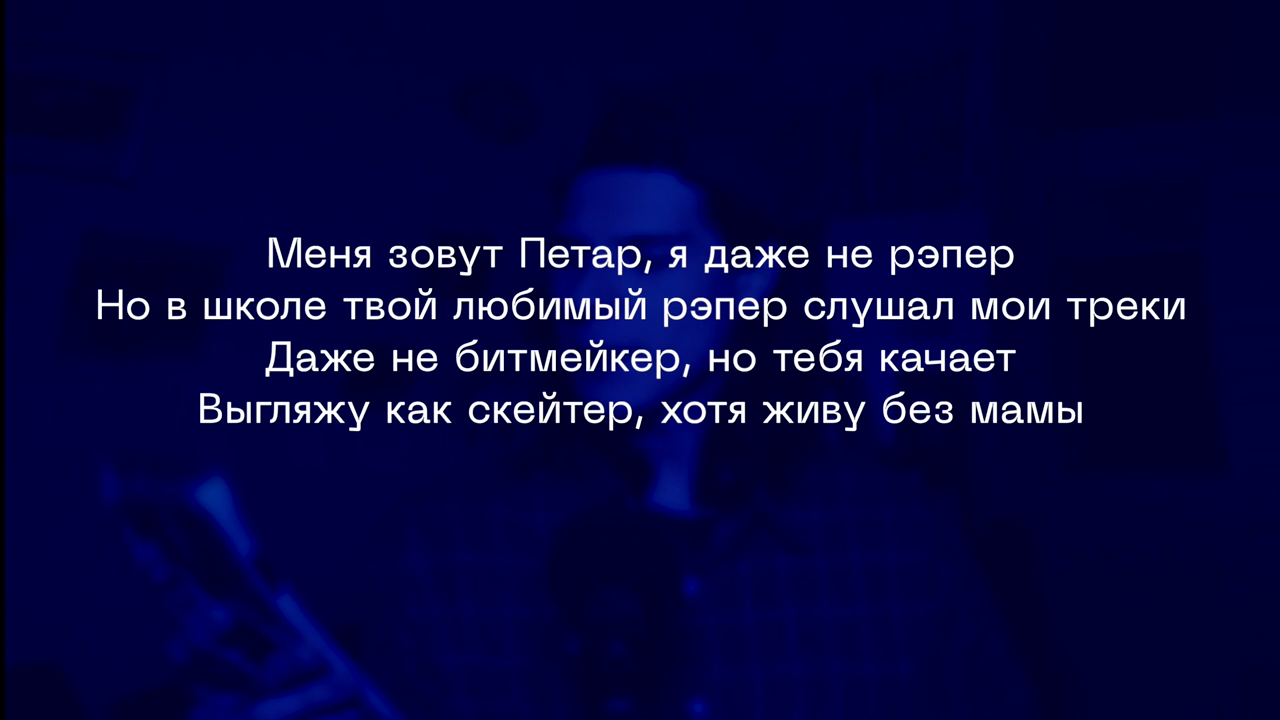 Меня зовут Петар, я даже не рэпер
Но в школе твой любимый рэпер слушал мои треки
Даже не битмейкер, но тебя качает
Выгляжу как скейтер, хотя живу без мамы